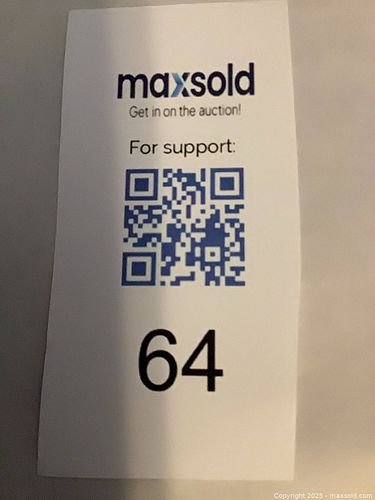 maxsold
Get in on the auction!
For support:
64
Copyright 2025 - maxsold.com